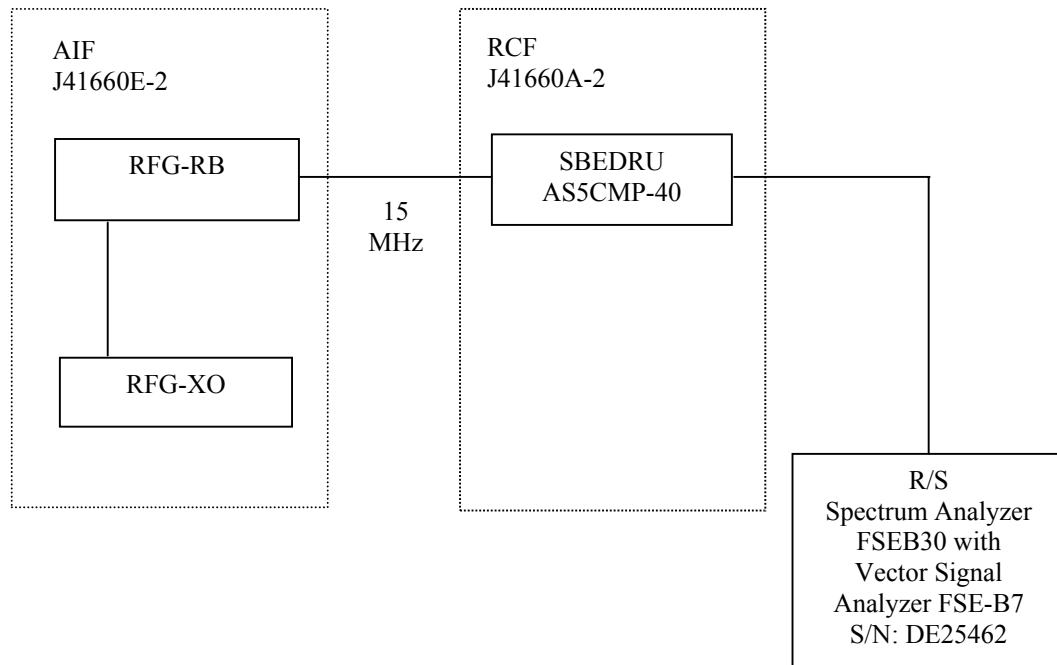 AIF
J41660E-2
RFG-RB
RFG-XO
15
MHz
RCF
J41660A-2
SBEDRU
AS5CMP-40
R/S
Spectrum Analyzer
FSEB30 with
Vector Signal
Analyzer FSE-B7
S/N: DE25462